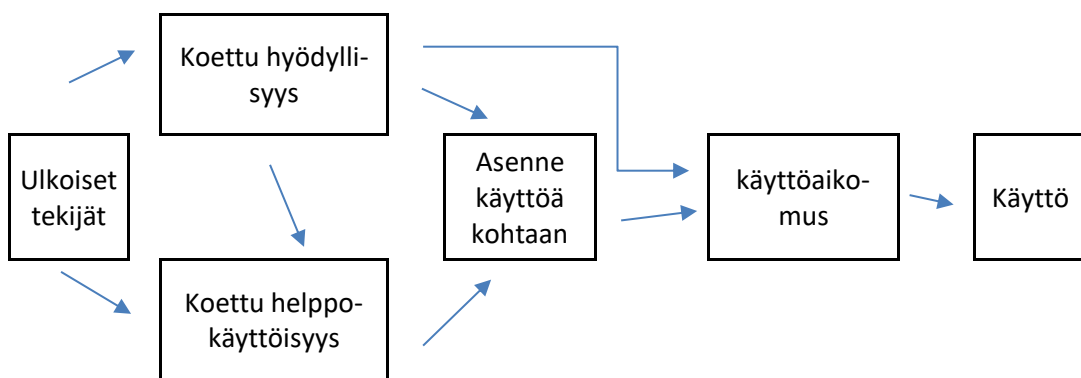 Koettu hyödylli-
syys
Ulkoiset
tekijät
Asenne
käyttöä
kohtaan
käyttöaiko-
mus
Käyttö
Koettu helppo-
käyttöisyys